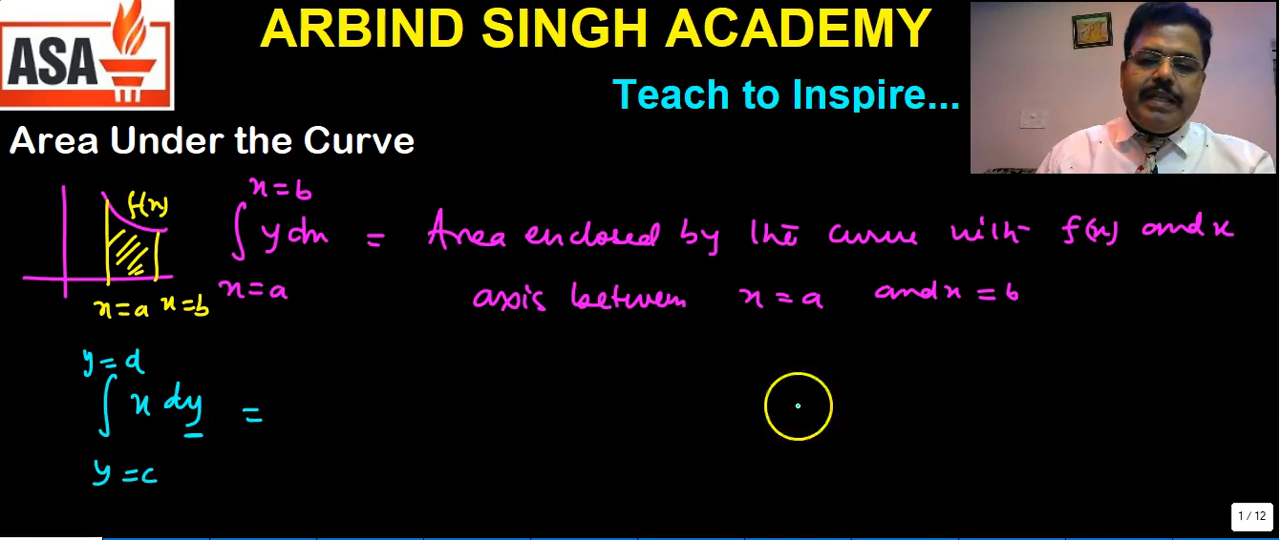 ASA
ARBIND SINGH ACADEMY
Teach to Inspire...
Area Under the Curve
f(x)
x=a x=b
x=b
∫ y dx = Area enclosed by the curve with f(x) and x
x=a
axis between x=a and x=b
y=d
∫ x dy =
y=c
1 / 12